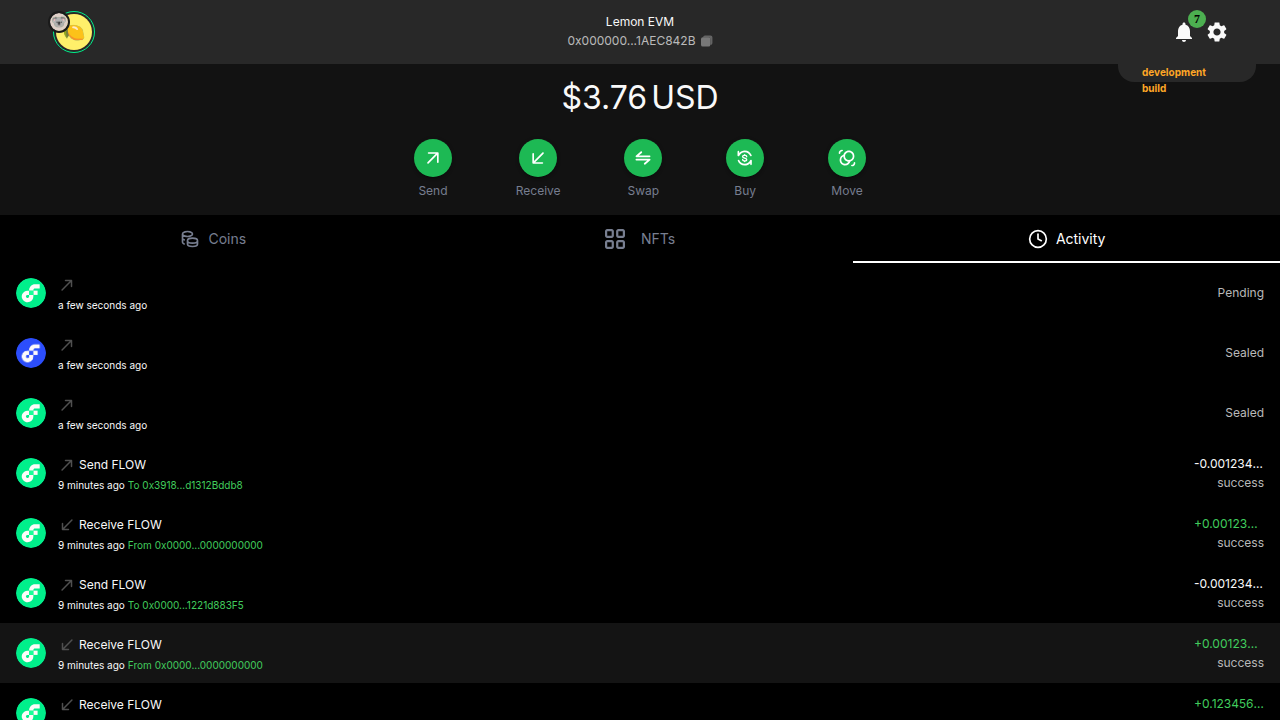 Lemon EVM
0x000000...1AEC842B
7
development
build
$3.76 USD
Send
Receive
Swap
Buy
Move
Coins
NFTs
Activity
a few seconds ago
Pending
a few seconds ago
Sealed
a few seconds ago
Sealed
Send FLOW
-0.001234...
9 minutes ago To 0x3918...d1312Bddb8
success
Receive FLOW
+0.00123...
9 minutes ago From 0x0000...0000000000
success
Send FLOW
-0.001234...
9 minutes ago To 0x0000...1221d883F5
success
Receive FLOW
+0.00123...
9 minutes ago From 0x0000...0000000000
success
Receive FLOW
+0.123456...